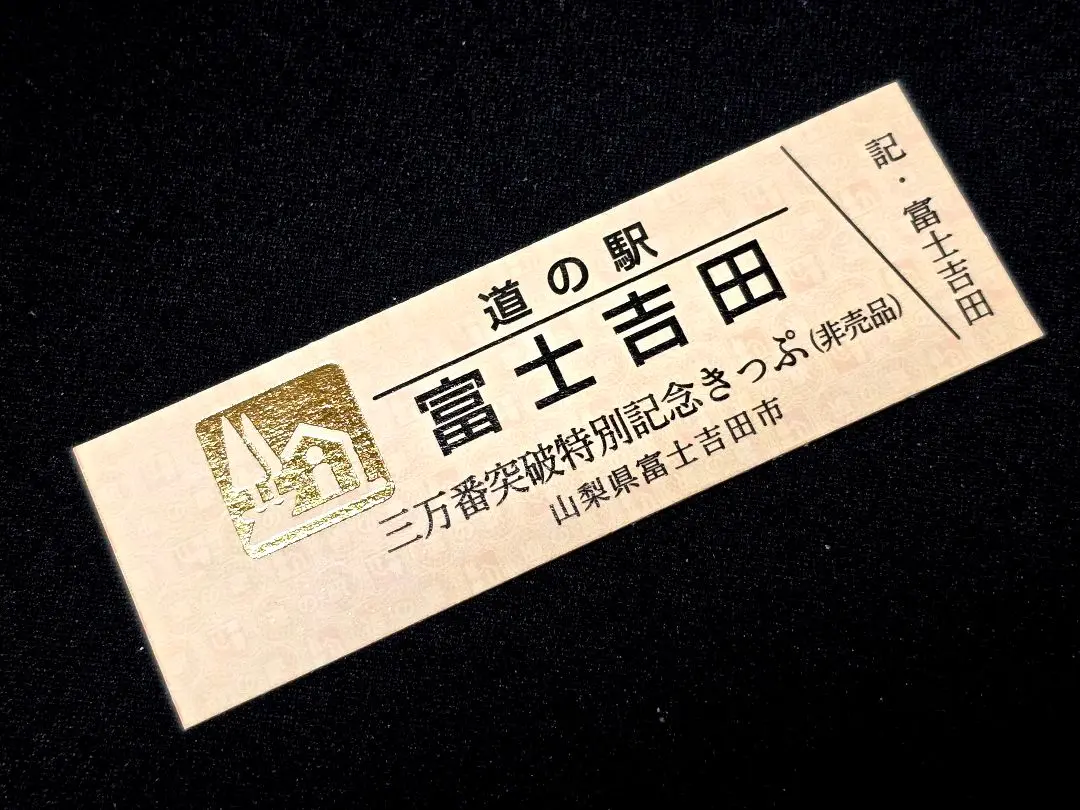 道の駅
富士吉田
三万番突破特別記念きっぷ(非売品)
山梨県富士吉田市
記・富士吉田